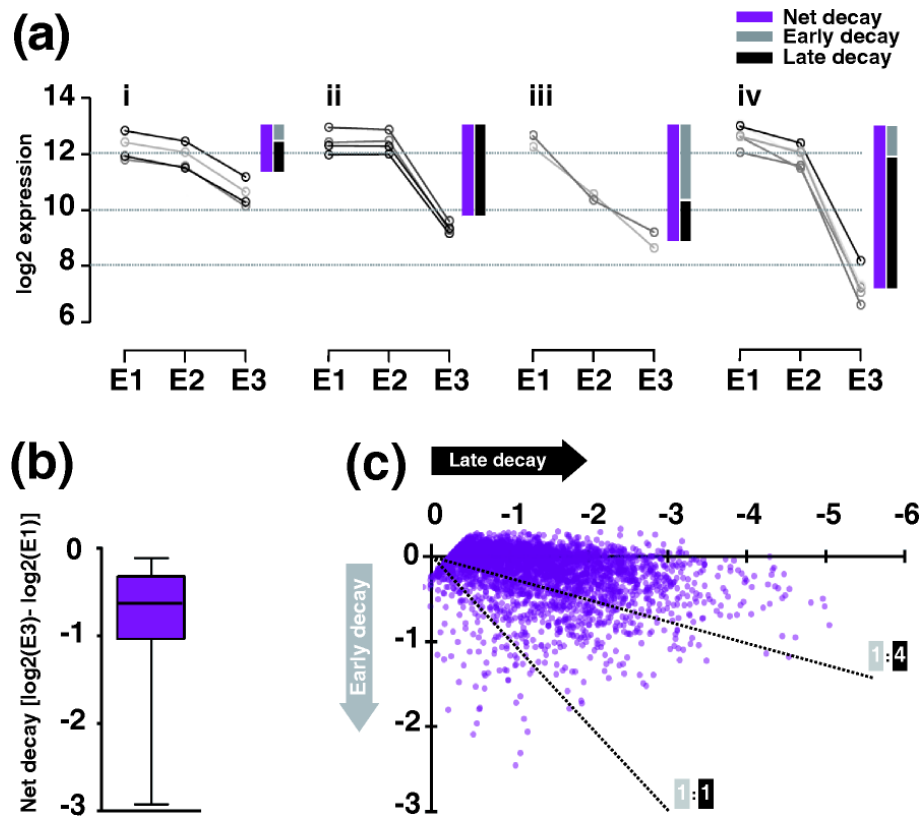 (a)
Net decay
Early decay
Late decay
i ii iii iv
log2 expression
14
12
10
8
6
E1 E2 E3 E1 E2 E3 E1 E2 E3 E1 E2 E3
(b)
Net decay [log2(E3)- log2(E1)]
0
-1
-2
-3
(c)
Late decay
0 -1 -2 -3 -4 -5 -6
Early decay
0
-1
-2
-3
1:4
1:1